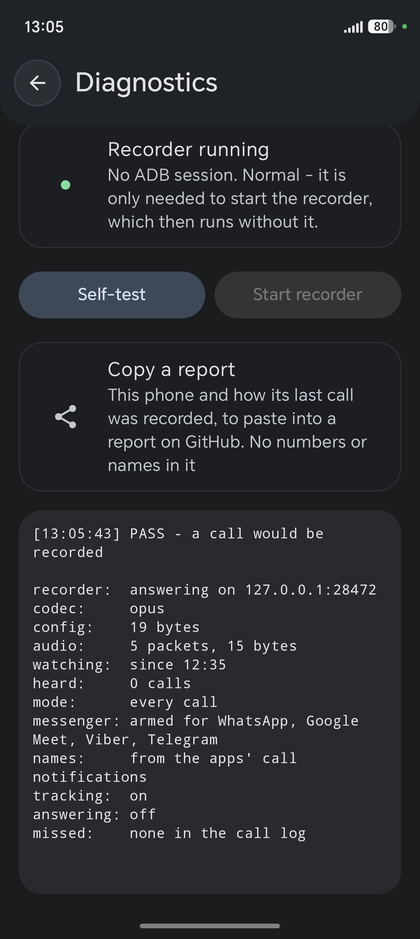 13:05
80
Diagnostics
Recorder running
No ADB session. Normal – it is
only needed to start the recorder,
which then runs without it.
Self-test
Start recorder
Copy a report
This phone and how its last call
was recorded, to paste into a
report on GitHub. No numbers or
names in it
[13:05:43] PASS - a call would be
recorded
recorder: answering on 127.0.0.1:28472
codec: opus
config: 19 bytes
audio: 5 packets, 15 bytes
watching: since 12:35
heard: 0 calls
mode: every call
messenger: armed for WhatsApp, Google
Meet, Viber, Telegram
names: from the apps' call
notifications
tracking: on
answering: off
missed: none in the call log